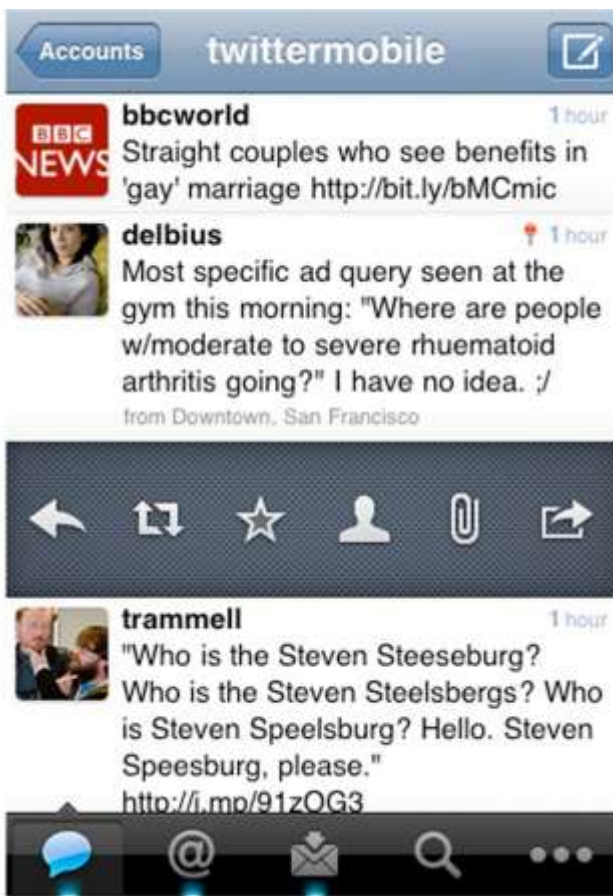 Accounts
twittermobile
BBC
NEWS
bbcworld
1 hour
Straight couples who see benefits in
'gay' marriage http://bit.ly/bMCmic
delbius
1 hour
Most specific ad query seen at the
gym this morning: "Where are people
w/moderate to severe rhuematoid
arthritis going?" I have no idea. ;/
from Downtown, San Francisco
trammell
1 hour
"Who is the Steven Steeseburg?
Who is the Steven Steelsbergs? Who
is Steven Speelsburg? Hello. Steven
Speesburg, please."
http://j.mp/91zOG3
@